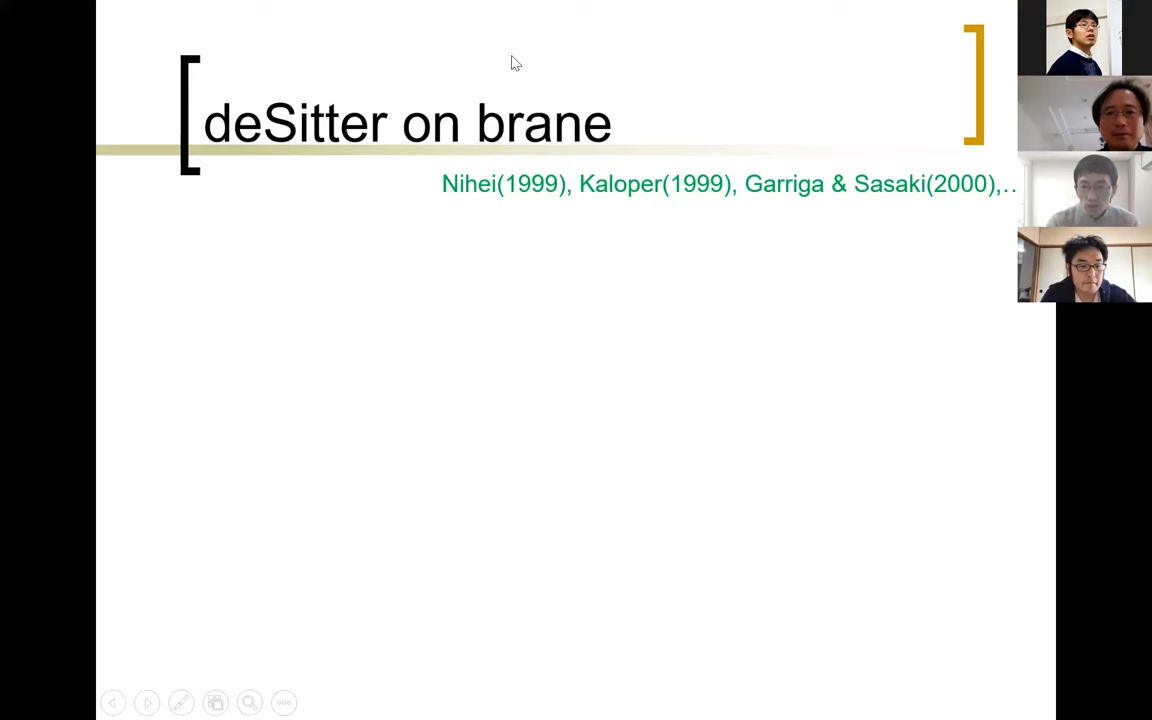 deSitter on brane
Nihei(1999), Kaloper(1999), Garriga & Sasaki(2000),..